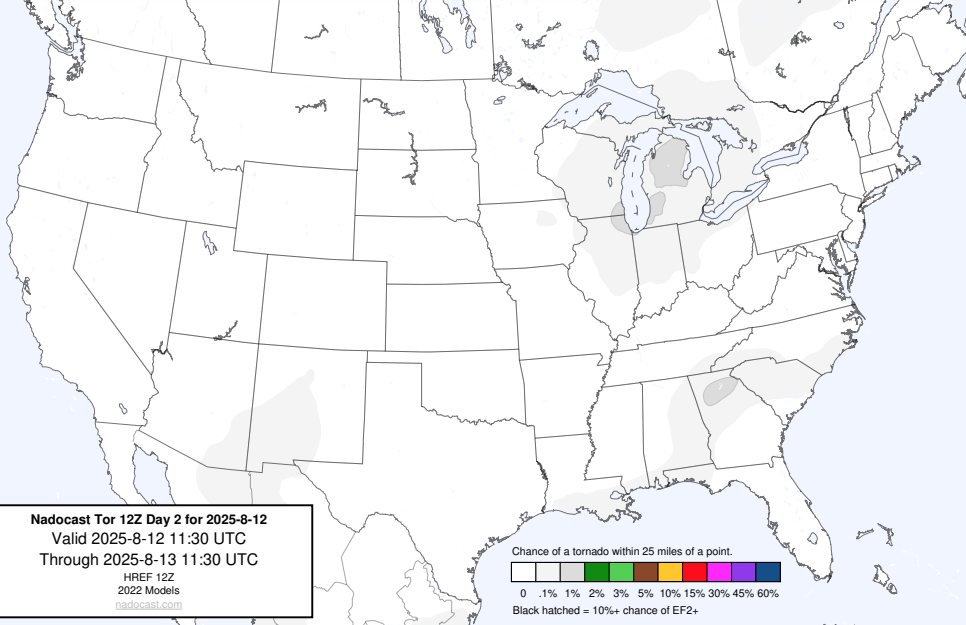 Nadocast Tor 12Z Day 2 for 2025-8-12
Valid 2025-8-12 11:30 UTC
Through 2025-8-13 11:30 UTC
HREF 12Z
2022 Models
nadocast.com
Chance of a tornado within 25 miles of a point.
0 .1% 1% 2% 3% 5% 10% 15% 30% 45% 60%
Black hatched = 10%+ chance of EF2+